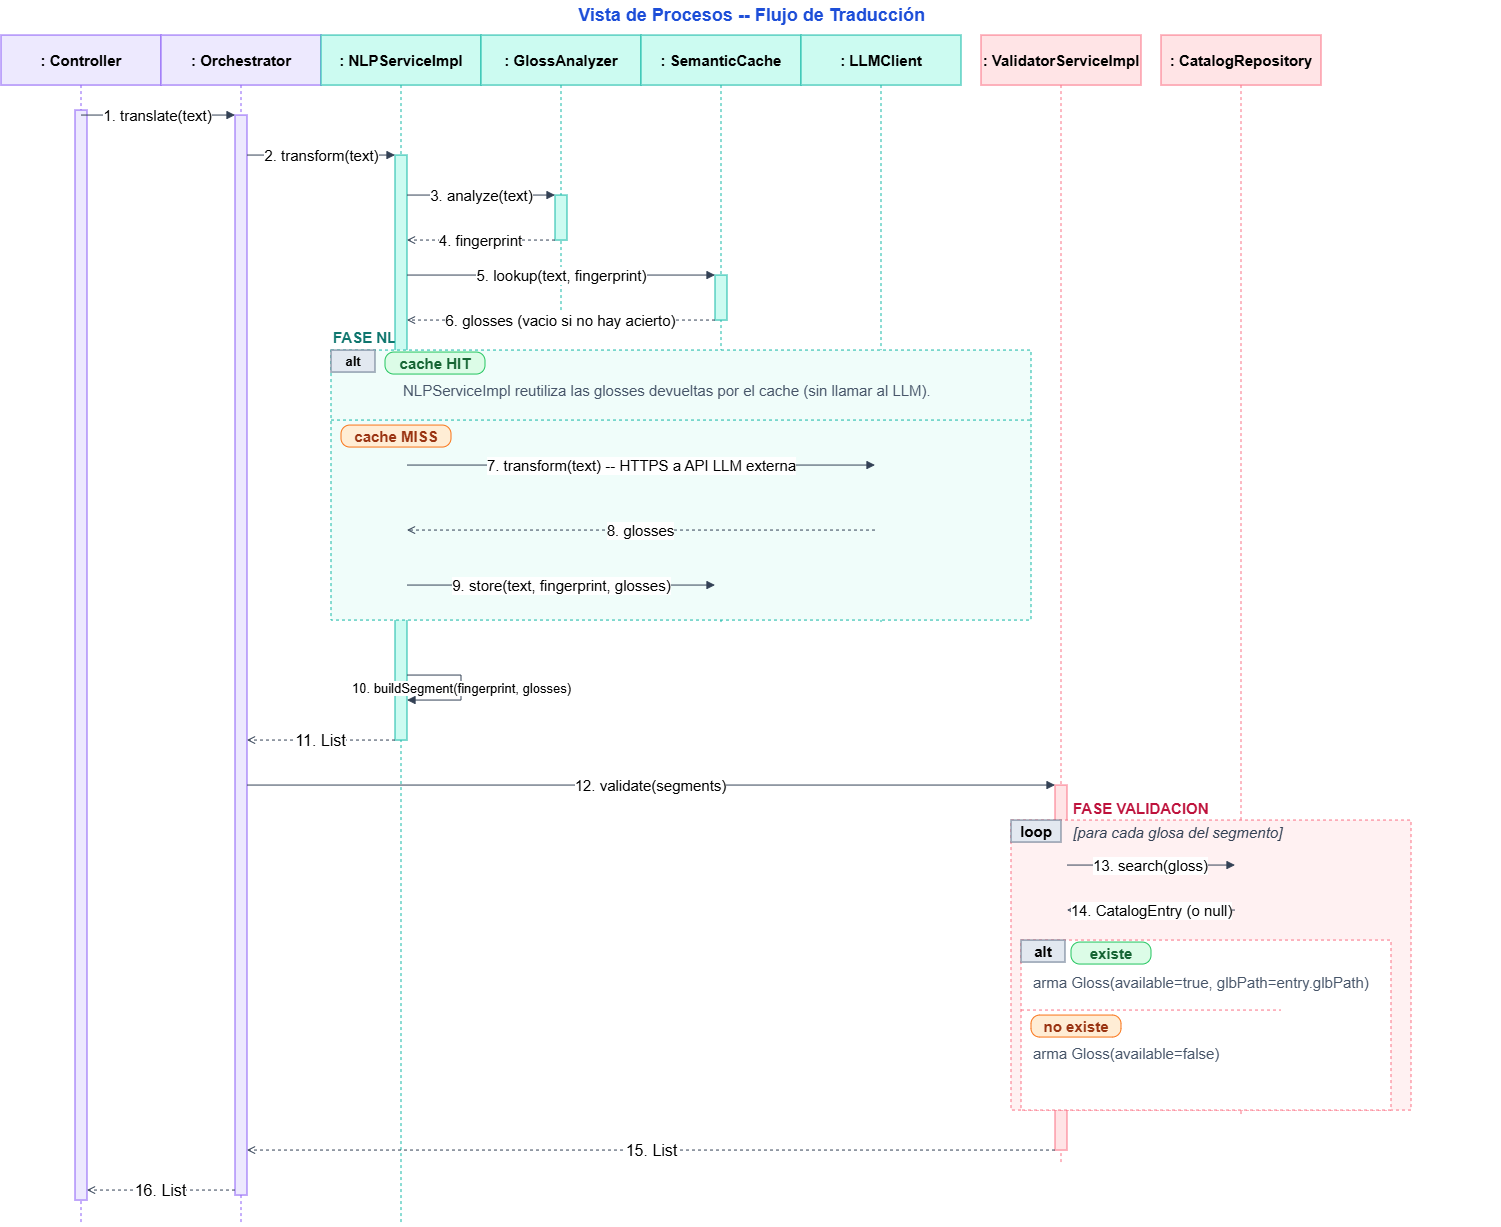 Vista de Procesos -- Flujo de Traducción
: Controller
: Orchestrator
: NLPServiceImpl
: GlossAnalyzer
: SemanticCache
: LLMClient
: ValidatorServiceImpl
: CatalogRepository
1. translate(text)
2. transform(text)
3. analyze(text)
4. fingerprint
5. lookup(text, fingerprint)
6. glosses (vacio si no hay acierto)
FASE NL
alt
cache HIT
NLPServiceImpl reutiliza las glosses devueltas por el cache (sin llamar al LLM).
cache MISS
7. transform(text) -- HTTPS a API LLM externa
8. glosses
9. store(text, fingerprint, glosses)
10. buildSegment(fingerprint, glosses)
11. List
12. validate(segments)
FASE VALIDACION
loop
[para cada glosa del segmento]
13. search(gloss)
14. CatalogEntry (o null)
alt
existe
arma Gloss(available=true, glbPath=entry.glbPath)
no existe
arma Gloss(available=false)
15. List
16. List